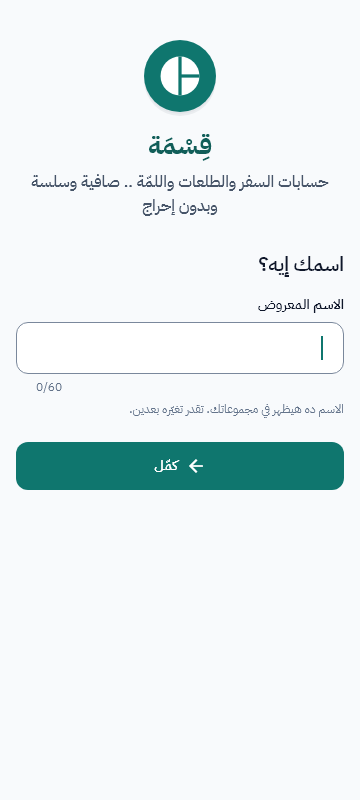 قِسْمَة
حسابات السفر والطلعات واللمّة .. صافية وسلسة
وبدون إحراج
اسمك إيه؟
الاسم المعروض
0/60
الاسم ده هيظهر في مجموعاتك. تقدر تغيّره بعدين.
كمّل